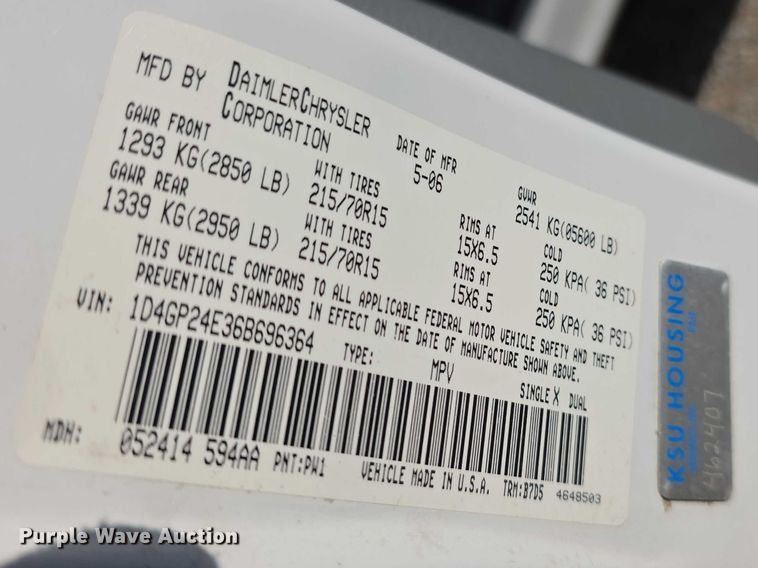 MFD BY DAIMLERCHRYSLER CORPORATION
DATE OF MFR 5-06
GVWR 2541 KG(05600 LB)
GAWR FRONT
1293 KG(2850 LB)
WITH TIRES
215/70R15
RIMS AT
15X6.5
COLD
250 KPA( 36 PSI)
GAWR REAR
1339 KG(2950 LB)
WITH TIRES
215/70R15
RIMS AT
15X6.5
COLD
250 KPA( 36 PSI)
THIS VEHICLE CONFORMS TO ALL APPLICABLE FEDERAL MOTOR VEHICLE SAFETY AND THEFT
PREVENTION STANDARDS IN EFFECT ON THE DATE OF MANUFACTURE SHOWN ABOVE.
VIN: 1D4GP24E36B696364
TYPE: MPV
SINGLE X DUAL
MDH: 052414 594AA
PNT:PW1
VEHICLE MADE IN U.S.A.
TRM:B7D5
4648503
KSU HOUSING
462407
Purple Wave Auction